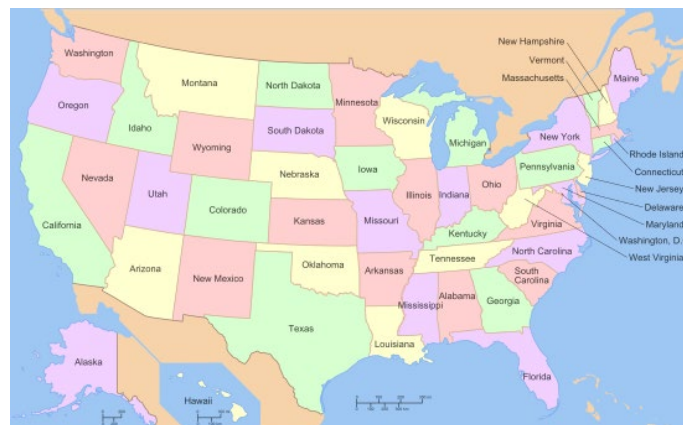 New Hampshire
Vermont
Massachusetts
Washington
Montana
North Dakota
Minnesota
Maine
Oregon
Idaho
Wyoming
South Dakota
Wisconsin
Michigan
New York
Rhode Island
Connecticut
New Jersey
Delaware
Maryland
Washington, D.
West Virginia
Nevada
Utah
Colorado
Nebraska
Iowa
Illinois
Indiana
Ohio
Pennsylvania
California
Kansas
Missouri
Kentucky
Virginia
Arizona
New Mexico
Oklahoma
Arkansas
Tennessee
North Carolina
South
Carolina
Texas
Louisiana
Mississippi
Alabama
Georgia
Florida
Alaska
Hawaii